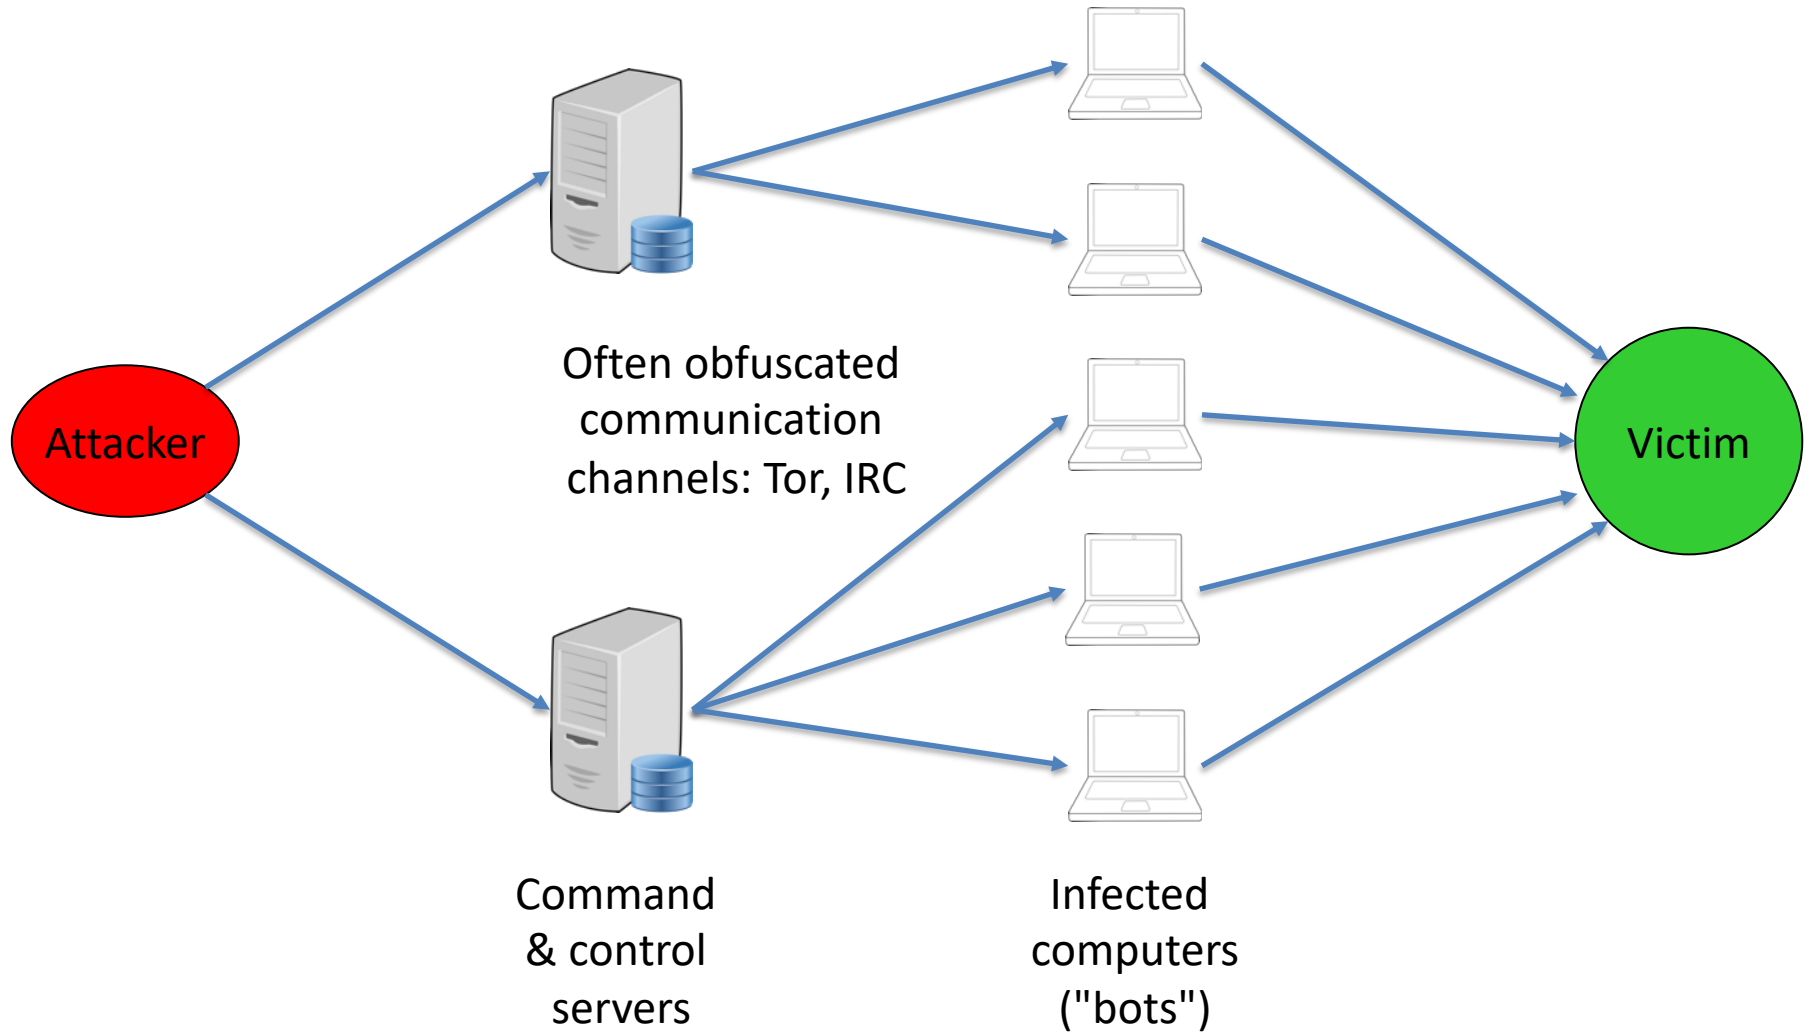 Often obfuscated
communication
channels: Tor, IRC
Attacker
Victim
Command
& control
servers
Infected
computers
("bots")